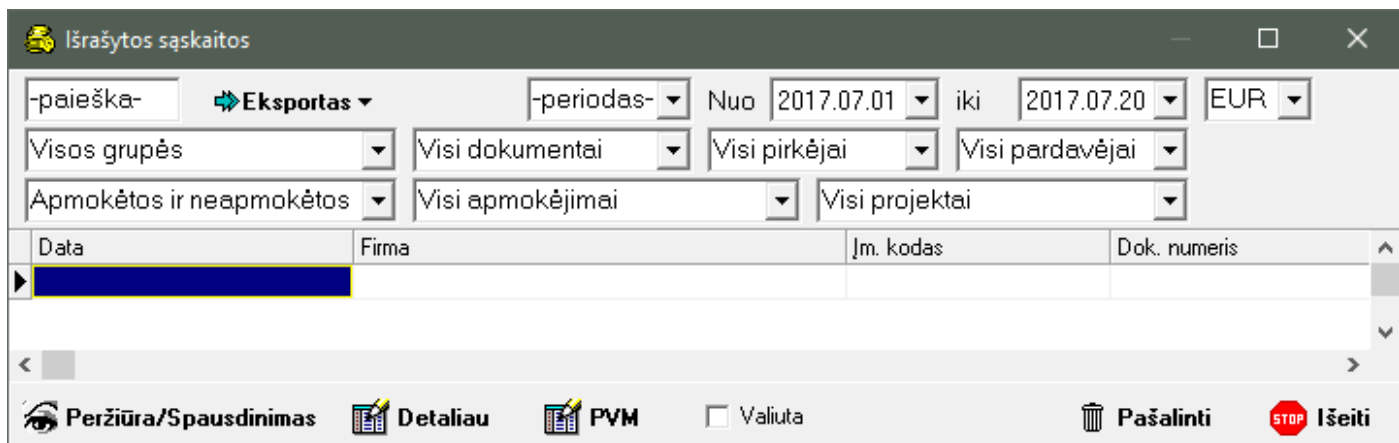 Išrašytos sąskaitos
-paieška- Eksportas -periodas- Nuo 2017.07.01 iki 2017.07.20 EUR
Visos grupės Visi dokumentai Visi pirkėjai Visi pardavėjai
Apmokėtos ir neapmokėtos Visi apmokėjimai Visi projektai
Data Firma Įm. kodas Dok. numeris
Peržiūra/Spausdinimas Detaliau PVM Valiuta Pašalinti STOP Išeiti